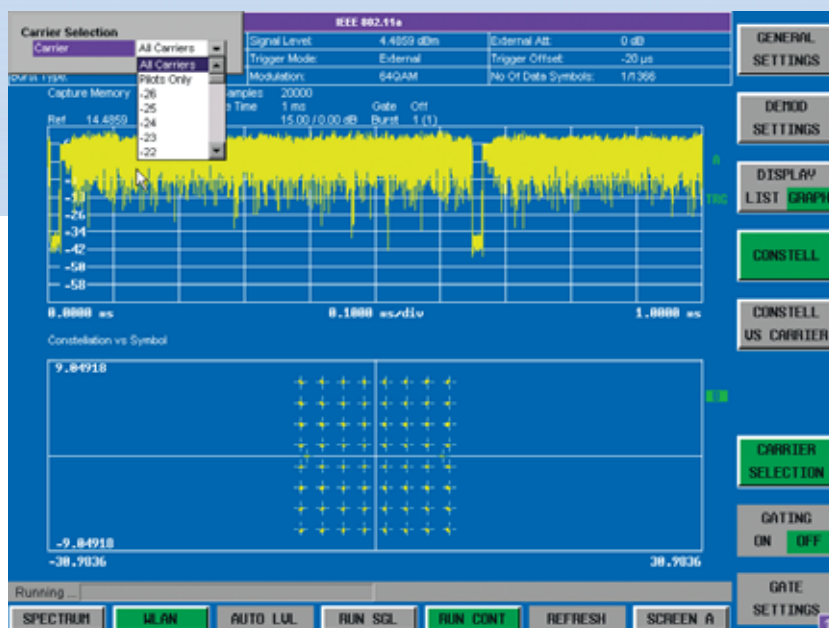 IEEE 802.11a
Carrier Selection
Carrier All Carriers
All Carriers
Pilots Only
-26
-25
-24
-23
-22
Signal Level: 4.4859 dBm External Att: 0 dB
Trigger Mode: External Trigger Offset: -20 µs
Burst Type: Modulation: 64QAM No Of Data Symbols: 1/1366
Capture Memory amples 20000
e Time 1 ms Gate Off
Ref 14.4859 15.00 / 0.00 dB Burst 1 (1)
A
TRG
-26
-34
-42
-50
-58
0.0000 ms 0.1000 ms/div 1.0000 ms
Constellation vs Symbol
9.04918
-9.04918
-30.9036 30.9036
Running ...
SPECTRUM WLAN AUTO LVL RUN SGL RUN CONT REFRESH SCREEN A
GENERAL
SETTINGS
DEMOD
SETTINGS
DISPLAY
LIST GRAPH
CONSTELL
CONSTELL
VS CARRIER
CARRIER
SELECTION
GATING
ON OFF
GATE
SETTINGS